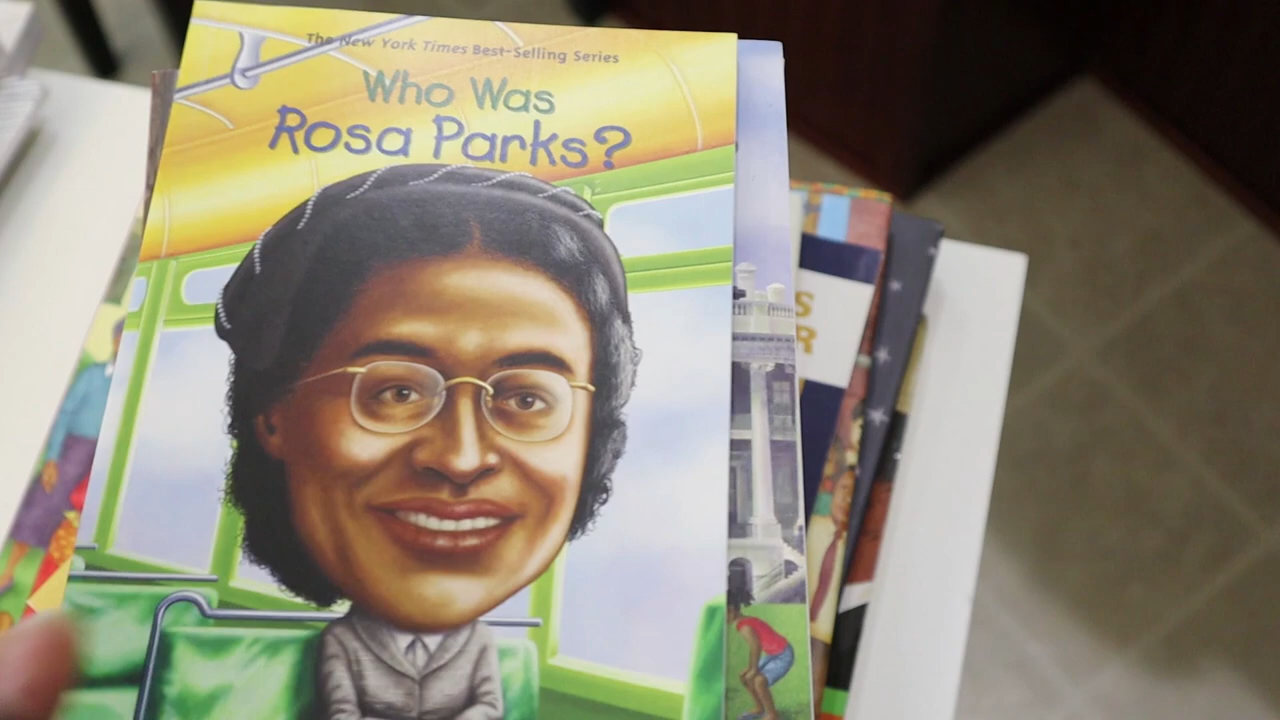 The New York Times Best-Selling Series
Who Was
Rosa Parks?
S
R